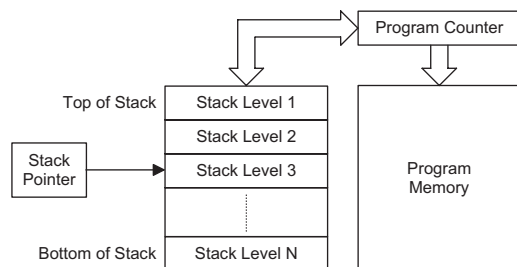 Program Counter
Top of Stack
Stack Level 1
Stack Level 2
Stack Pointer
Stack Level 3
Program Memory
Bottom of Stack
Stack Level N